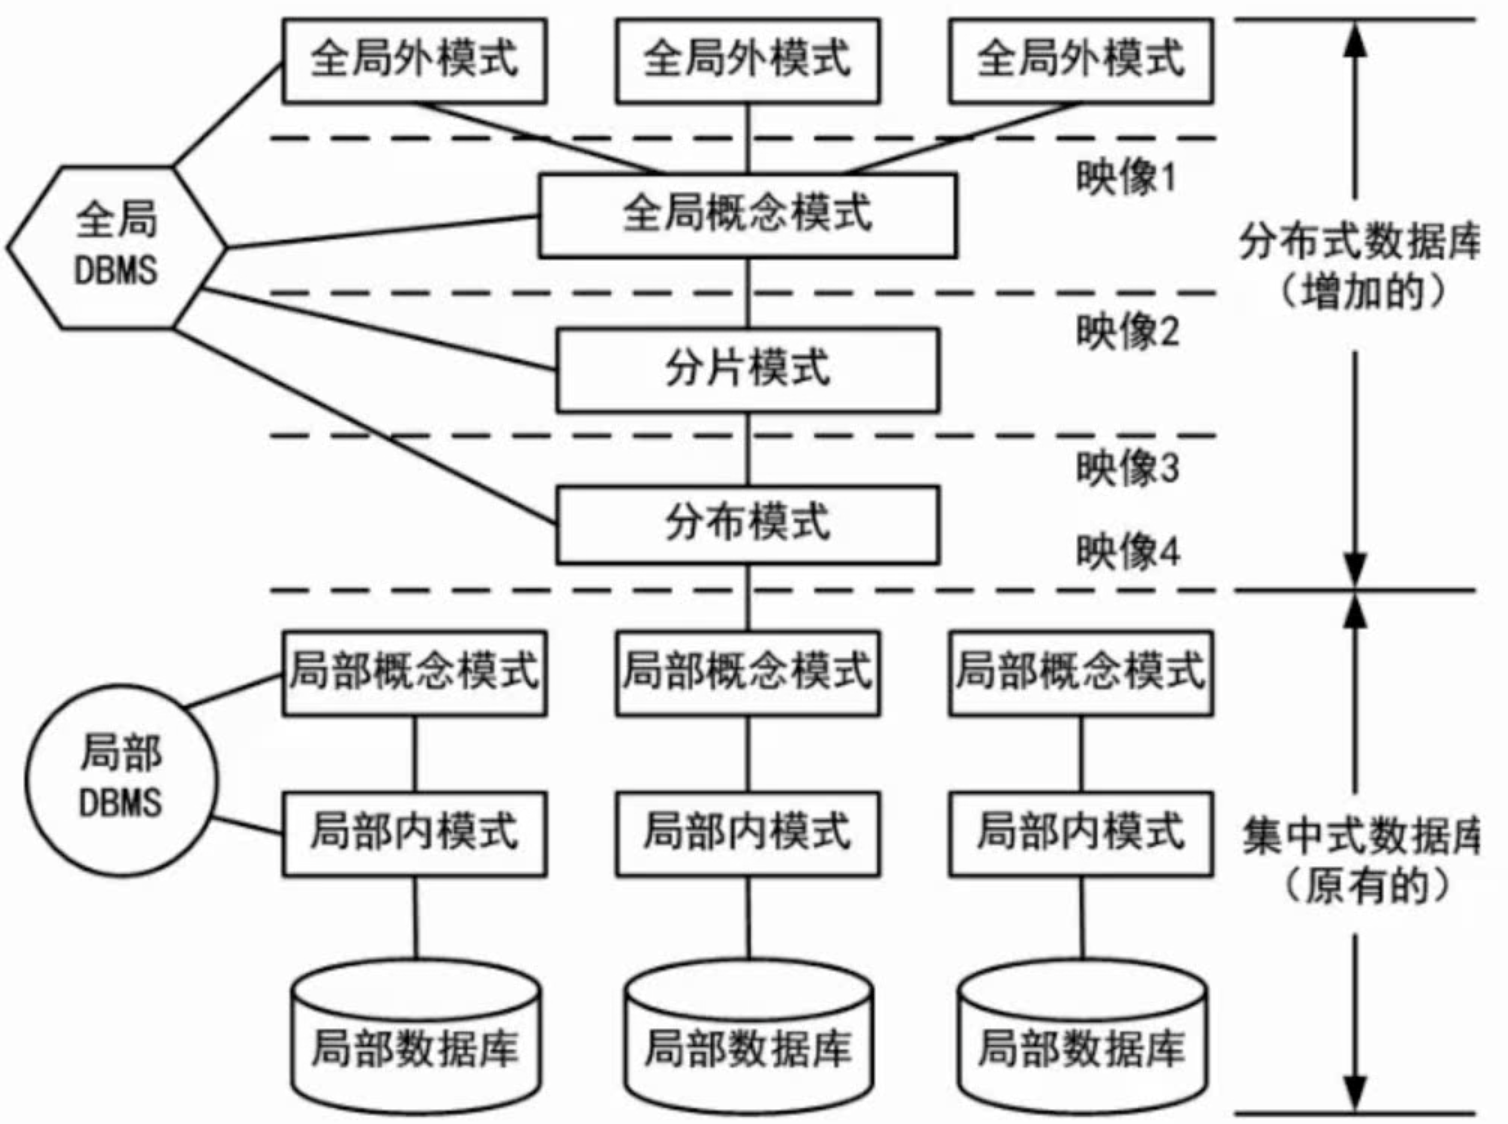 全局外模式
全局外模式
全局外模式
映像1
全局
DBMS
全局概念模式
分布式数据库
（增加的）
映像2
分片模式
映像3
分布模式
映像4
局部概念模式
局部概念模式
局部概念模式
局部
DBMS
局部内模式
局部内模式
局部内模式
集中式数据库
（原有的）
局部数据库
局部数据库
局部数据库